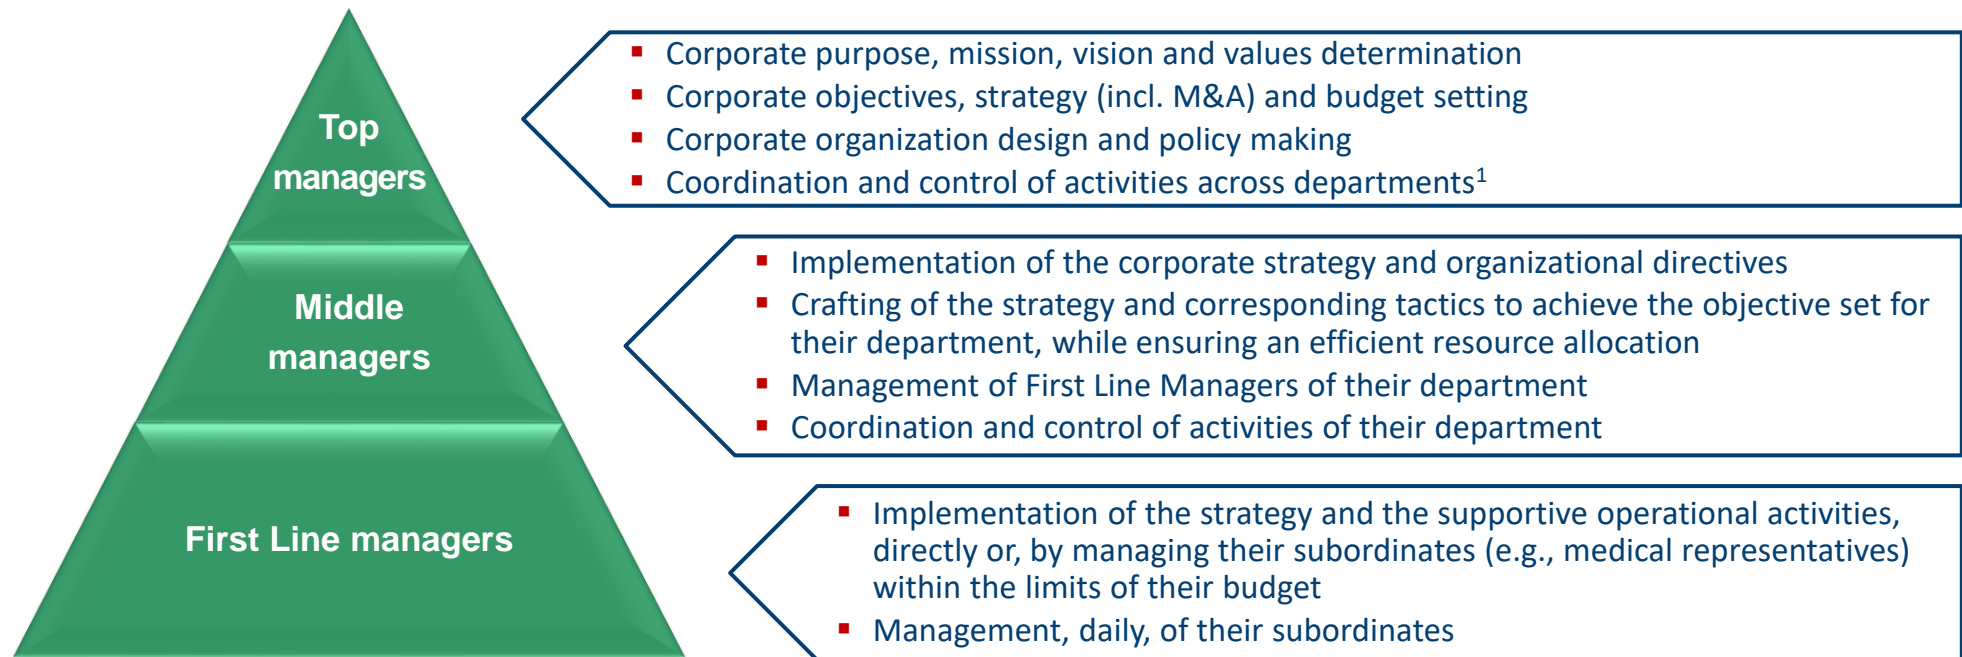 Top
managers
▪ Corporate purpose, mission, vision and values determination
▪ Corporate objectives, strategy (incl. M&A) and budget setting
▪ Corporate organization design and policy making
▪ Coordination and control of activities across departments¹
Middle
managers
▪ Implementation of the corporate strategy and organizational directives
▪ Crafting of the strategy and corresponding tactics to achieve the objective set for
their department, while ensuring an efficient resource allocation
▪ Management of First Line Managers of their department
▪ Coordination and control of activities of their department
First Line managers
▪ Implementation of the strategy and the supportive operational activities,
directly or, by managing their subordinates (e.g., medical representatives)
within the limits of their budget
▪ Management, daily, of their subordinates